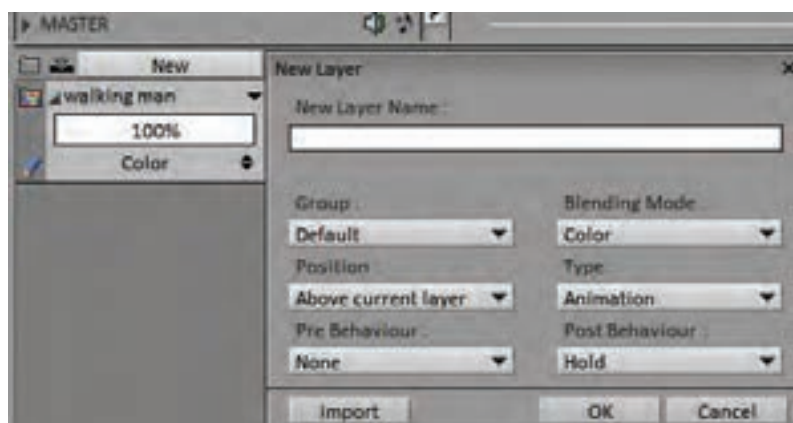 MASTER
New
New Layer
walking man
New Layer Name :
100%
Color
Group :
Blending Mode
Default
Color
Position
Type
Above current layer
Animation
Pre Behaviour :
Post Behaviour :
None
Hold
Import
OK
Cancel